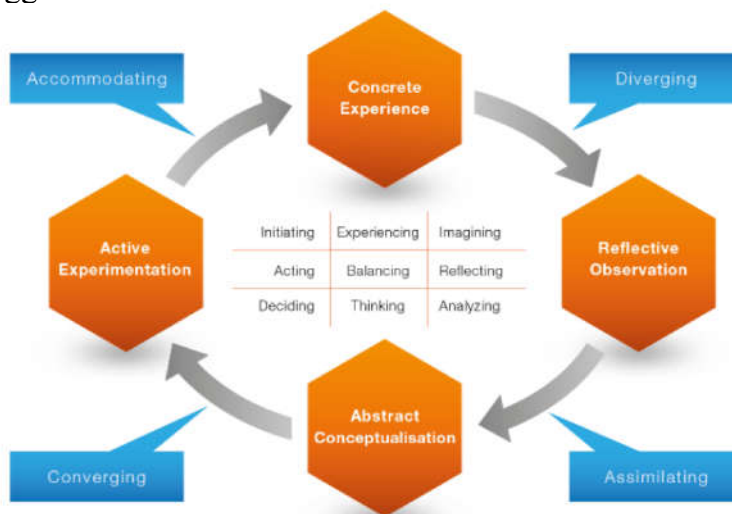 Accommodating
Concrete
Experience
Diverging
Active
Experimentation
Initiating Experiencing Imagining
Acting Balancing Reflecting
Deciding Thinking Analyzing
Reflective
Observation
Abstract
Conceptualisation
Converging
Assimilating